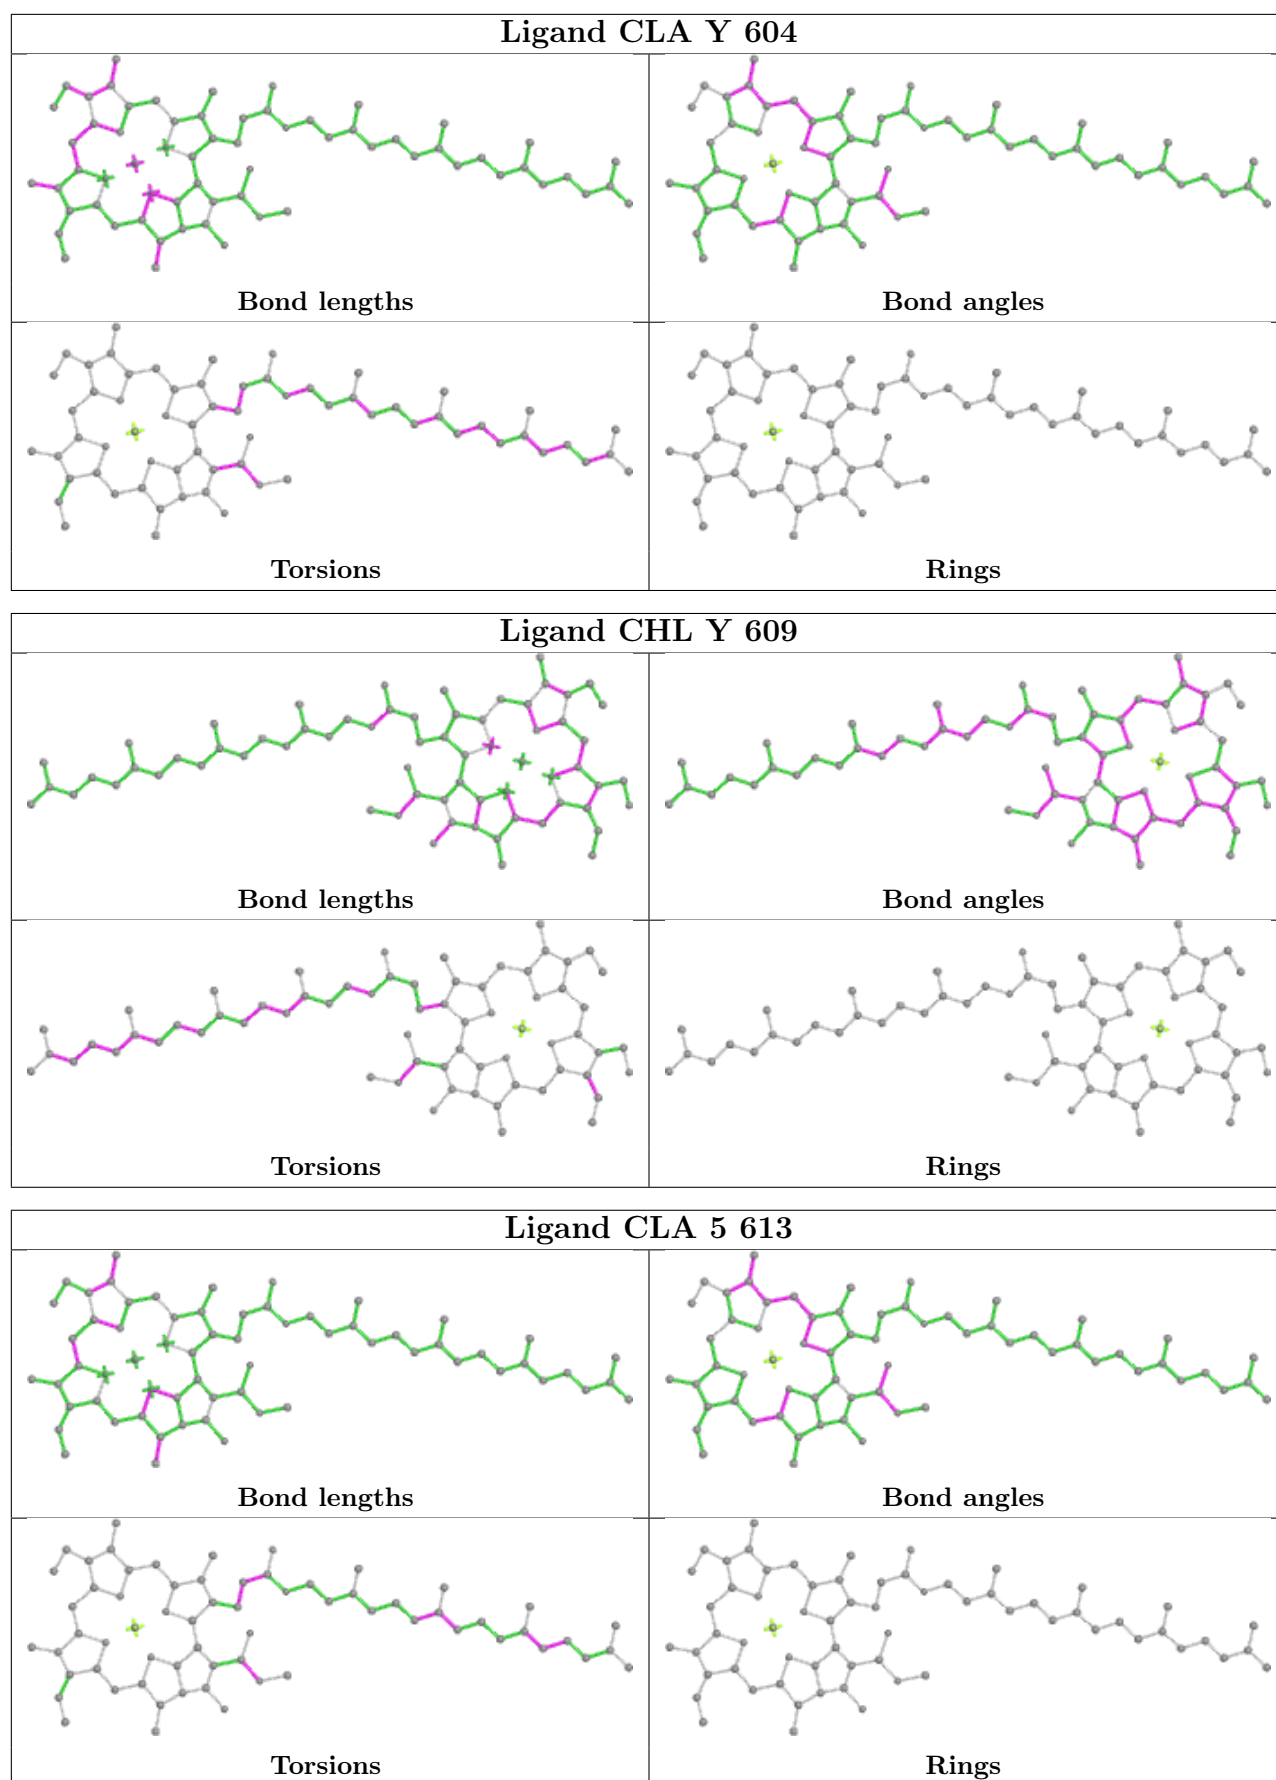 Ligand CLA Y 604
Bond lengths
Bond angles
Torsions
Rings
Ligand CHL Y 609
Bond lengths
Bond angles
Torsions
Rings
Ligand CLA 5 613
Bond lengths
Bond angles
Torsions
Rings